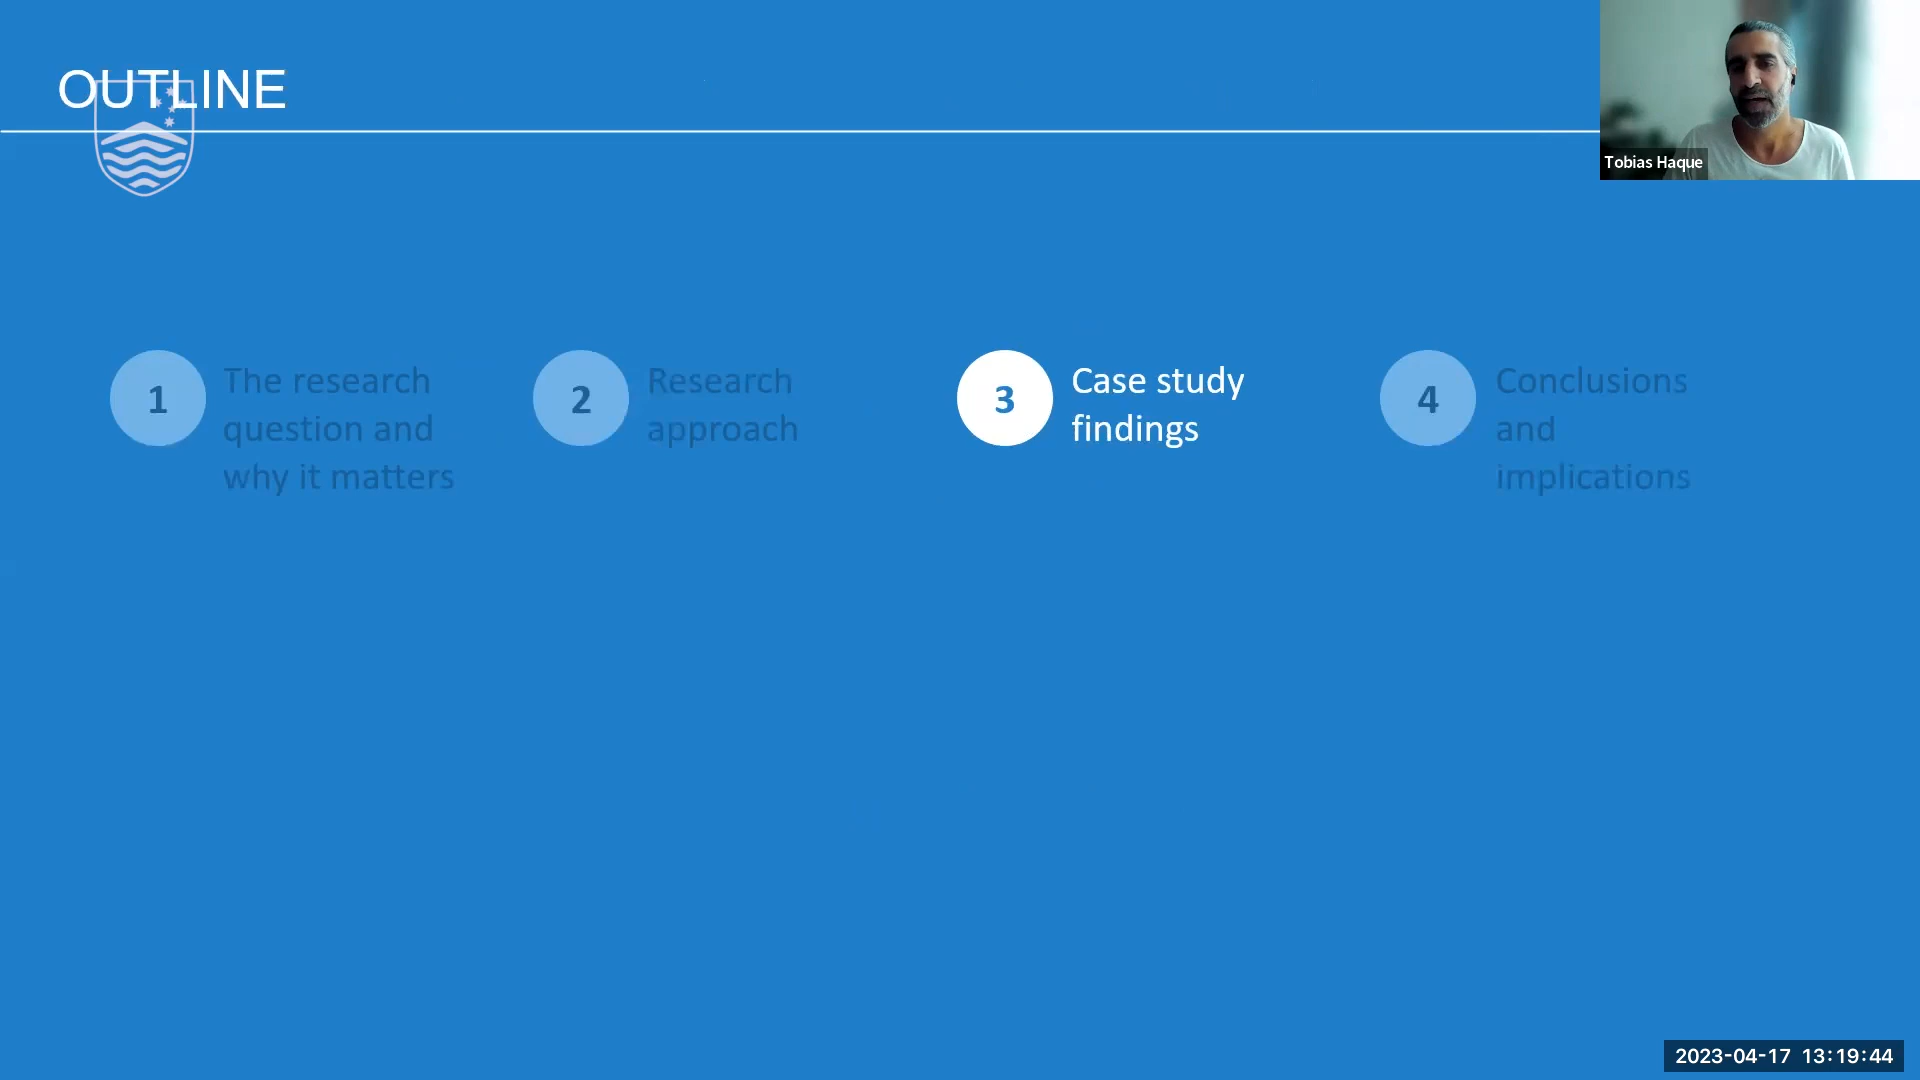 OUTLINE
Tobias Haque
1
The research
question and
why it matters
2
Research
approach
3
Case study
findings
4
Conclusions
and
implications
2023-04-17 13:19:44